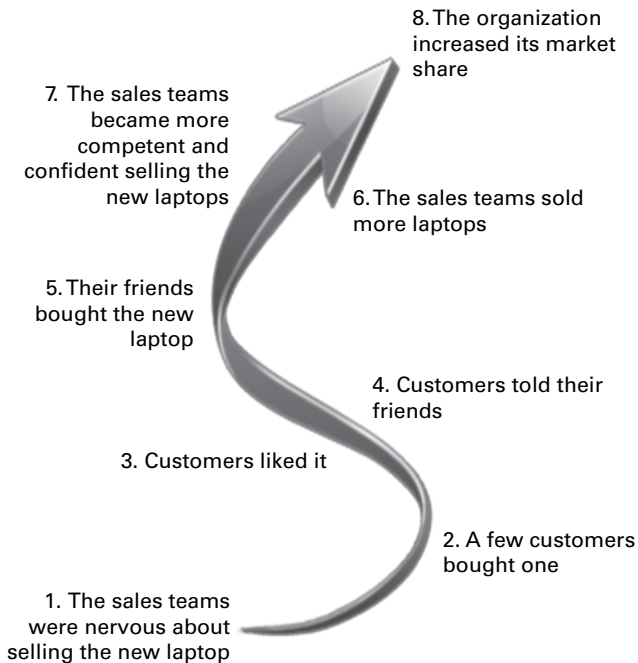 8. The organization
increased its market
share
7. The sales teams
became more
competent and
confident selling the
new laptops
6. The sales teams sold
more laptops
5. Their friends
bought the new
laptop
4. Customers told their
friends
3. Customers liked it
2. A few customers
bought one
1. The sales teams
were nervous about
selling the new laptop